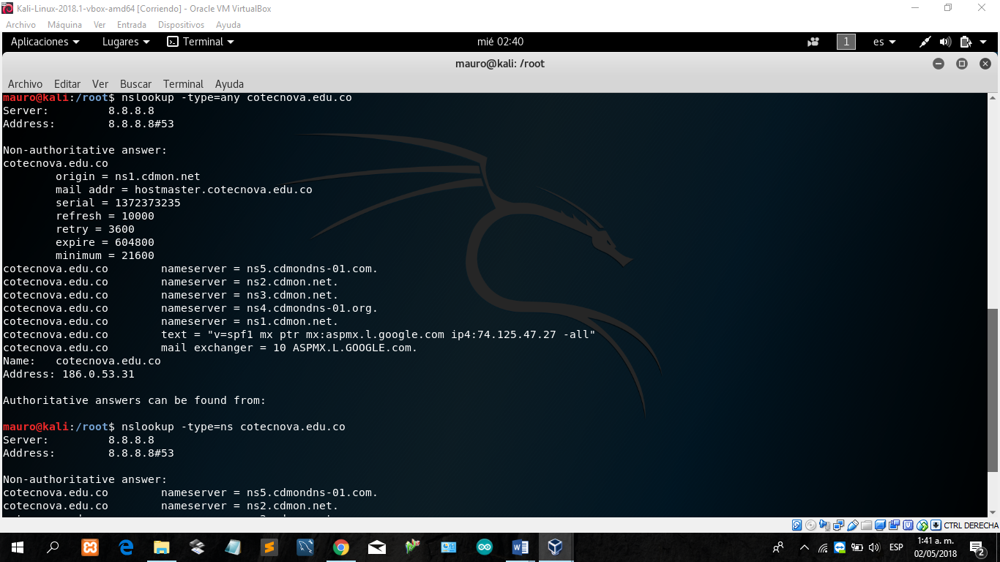 Kali-Linux-2018.1-vbox-amd64 [Corriendo] - Oracle VM VirtualBox
Archivo Máquina Ver Entrada Dispositivos Ayuda
Aplicaciones Lugares Terminal mié 02:40 1 es
mauro@kali: /root
Archivo Editar Ver Buscar Terminal Ayuda
mauro@kali:/root$ nslookup -type=any cotecnova.edu.co
Server: 8.8.8.8
Address: 8.8.8.8#53
Non-authoritative answer:
cotecnova.edu.co
origin = ns1.cdmon.net
mail addr = hostmaster.cotecnova.edu.co
serial = 1372373235
refresh = 10000
retry = 3600
expire = 604800
minimum = 21600
cotecnova.edu.co nameserver = ns5.cdmondns-01.com.
cotecnova.edu.co nameserver = ns2.cdmon.net.
cotecnova.edu.co nameserver = ns3.cdmon.net.
cotecnova.edu.co nameserver = ns4.cdmondns-01.org.
cotecnova.edu.co nameserver = ns1.cdmon.net.
cotecnova.edu.co text = "v=spf1 mx ptr mx:aspmx.l.google.com ip4:74.125.47.27 -all"
cotecnova.edu.co mail exchanger = 10 ASPMX.L.GOOGLE.com.
Name: cotecnova.edu.co
Address: 186.0.53.31
Authoritative answers can be found from:
mauro@kali:/root$ nslookup -type=ns cotecnova.edu.co
Server: 8.8.8.8
Address: 8.8.8.8#53
Non-authoritative answer:
cotecnova.edu.co nameserver = ns5.cdmondns-01.com.
cotecnova.edu.co nameserver = ns2.cdmon.net.
CTRL DERECHA
ESP
1:41 a. m.
02/05/2018
2